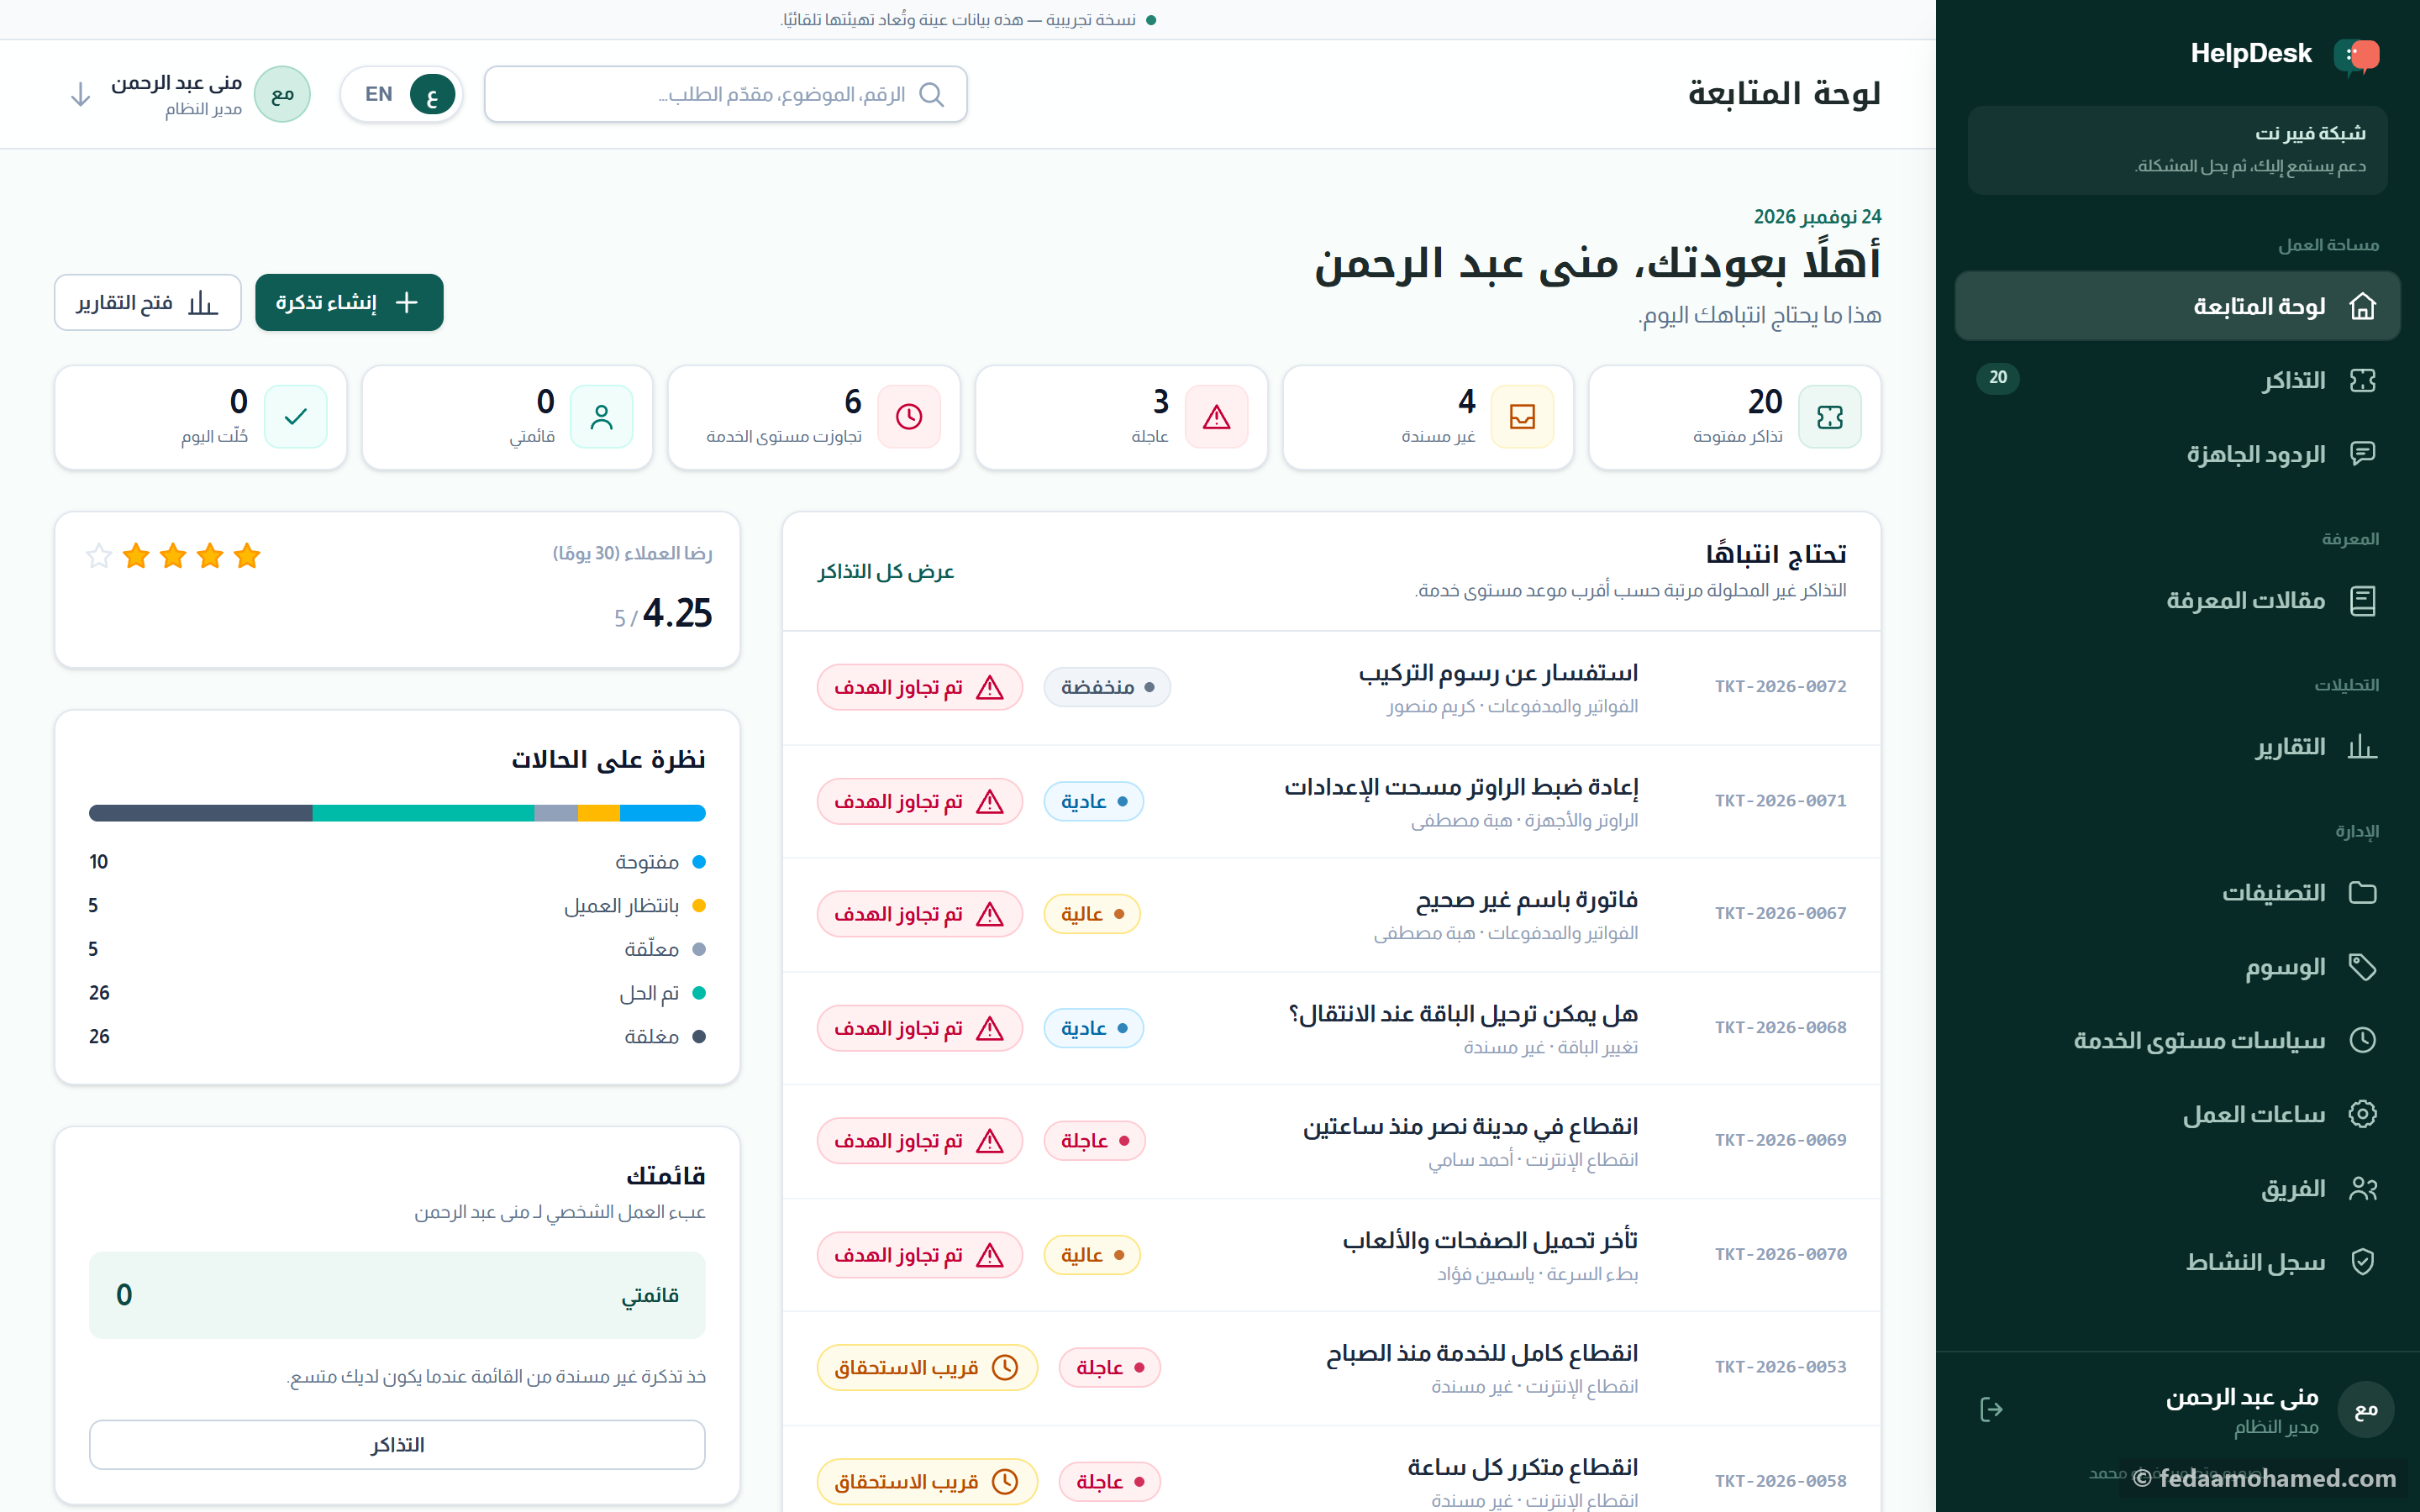 نسخة تجريبية — هذه بيانات عينة وتُعاد تهيئتها تلقائيًا.
HelpDesk
شبكة فيبر نت
دعم يستمع إليك، ثم يحل المشكلة.
مساحة العمل
لوحة المتابعة
التذاكر 20
الردود الجاهزة
المعرفة
مقالات المعرفة
التحليلات
التقارير
الإدارة
التصنيفات
الوسوم
سياسات مستوى الخدمة
ساعات العمل
الفريق
سجل النشاط
مع
منى عبد الرحمن
مدير النظام
محمد
© fedaamohamed.com
لوحة المتابعة
الرقم، الموضوع، مقدّم الطلب...
ع EN
مع
منى عبد الرحمن
مدير النظام
24 نوفمبر 2026
أهلًا بعودتك، منى عبد الرحمن
هذا ما يحتاج انتباهك اليوم.
إنشاء تذكرة
فتح التقارير
20
تذاكر مفتوحة
4
غير مسندة
3
عاجلة
6
تجاوزت مستوى الخدمة
0
قائمتي
0
حُلّت اليوم
تحتاج انتباهًا
التذاكر غير المحلولة مرتبة حسب أقرب موعد مستوى خدمة.
عرض كل التذاكر
TKT-2026-0072
استفسار عن رسوم التركيب
الفواتير والمدفوعات · كريم منصور
منخفضة
تم تجاوز الهدف
TKT-2026-0071
إعادة ضبط الراوتر مسحت الإعدادات
الراوتر والأجهزة · هبة مصطفى
عادية
تم تجاوز الهدف
TKT-2026-0067
فاتورة باسم غير صحيح
الفواتير والمدفوعات · هبة مصطفى
عالية
تم تجاوز الهدف
TKT-2026-0068
هل يمكن ترحيل الباقة عند الانتقال؟
تغيير الباقة · غير مسندة
عادية
تم تجاوز الهدف
TKT-2026-0069
انقطاع في مدينة نصر منذ ساعتين
انقطاع الإنترنت · أحمد سامي
عاجلة
تم تجاوز الهدف
TKT-2026-0070
تأخر تحميل الصفحات والألعاب
بطء السرعة · ياسمين فؤاد
عالية
تم تجاوز الهدف
TKT-2026-0053
انقطاع كامل للخدمة منذ الصباح
انقطاع الإنترنت · غير مسندة
عاجلة
قريب الاستحقاق
TKT-2026-0058
انقطاع متكرر كل ساعة
انقطاع الإنترنت · غير مسندة
عاجلة
قريب الاستحقاق
رضا العملاء (30 يومًا)
4.25 / 5
نظرة على الحالات
مفتوحة 10
بانتظار العميل 5
معلّقة 5
تم الحل 26
مغلقة 26
قائمتك
عبء العمل الشخصي لـ منى عبد الرحمن
قائمتي 0
خذ تذكرة غير مسندة من القائمة عندما يكون لديك متسع.
التذاكر